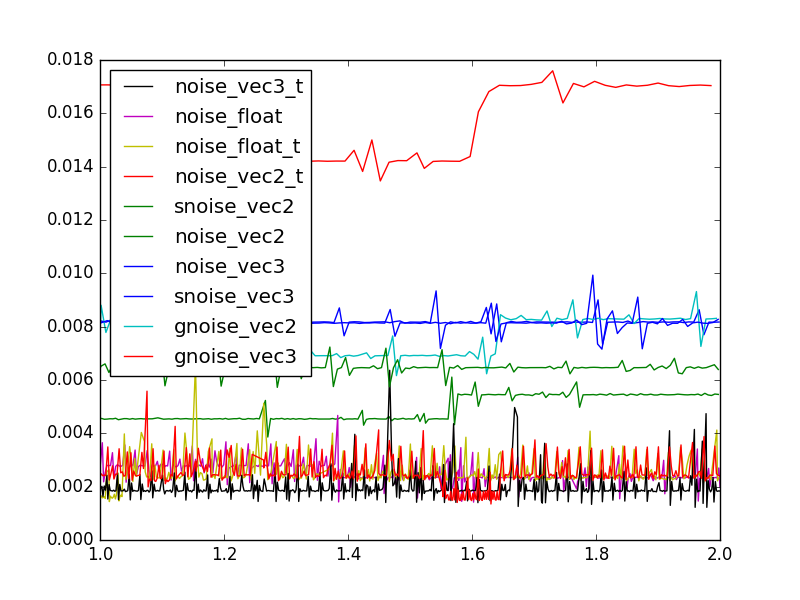 0.018
0.016
0.014
0.012
0.010
0.008
0.006
0.004
0.002
0.000
noise_vec3_t
noise_float
noise_float_t
noise_vec2_t
snoise_vec2
noise_vec2
noise_vec3
snoise_vec3
gnoise_vec2
gnoise_vec3
1.0 1.2 1.4 1.6 1.8 2.0